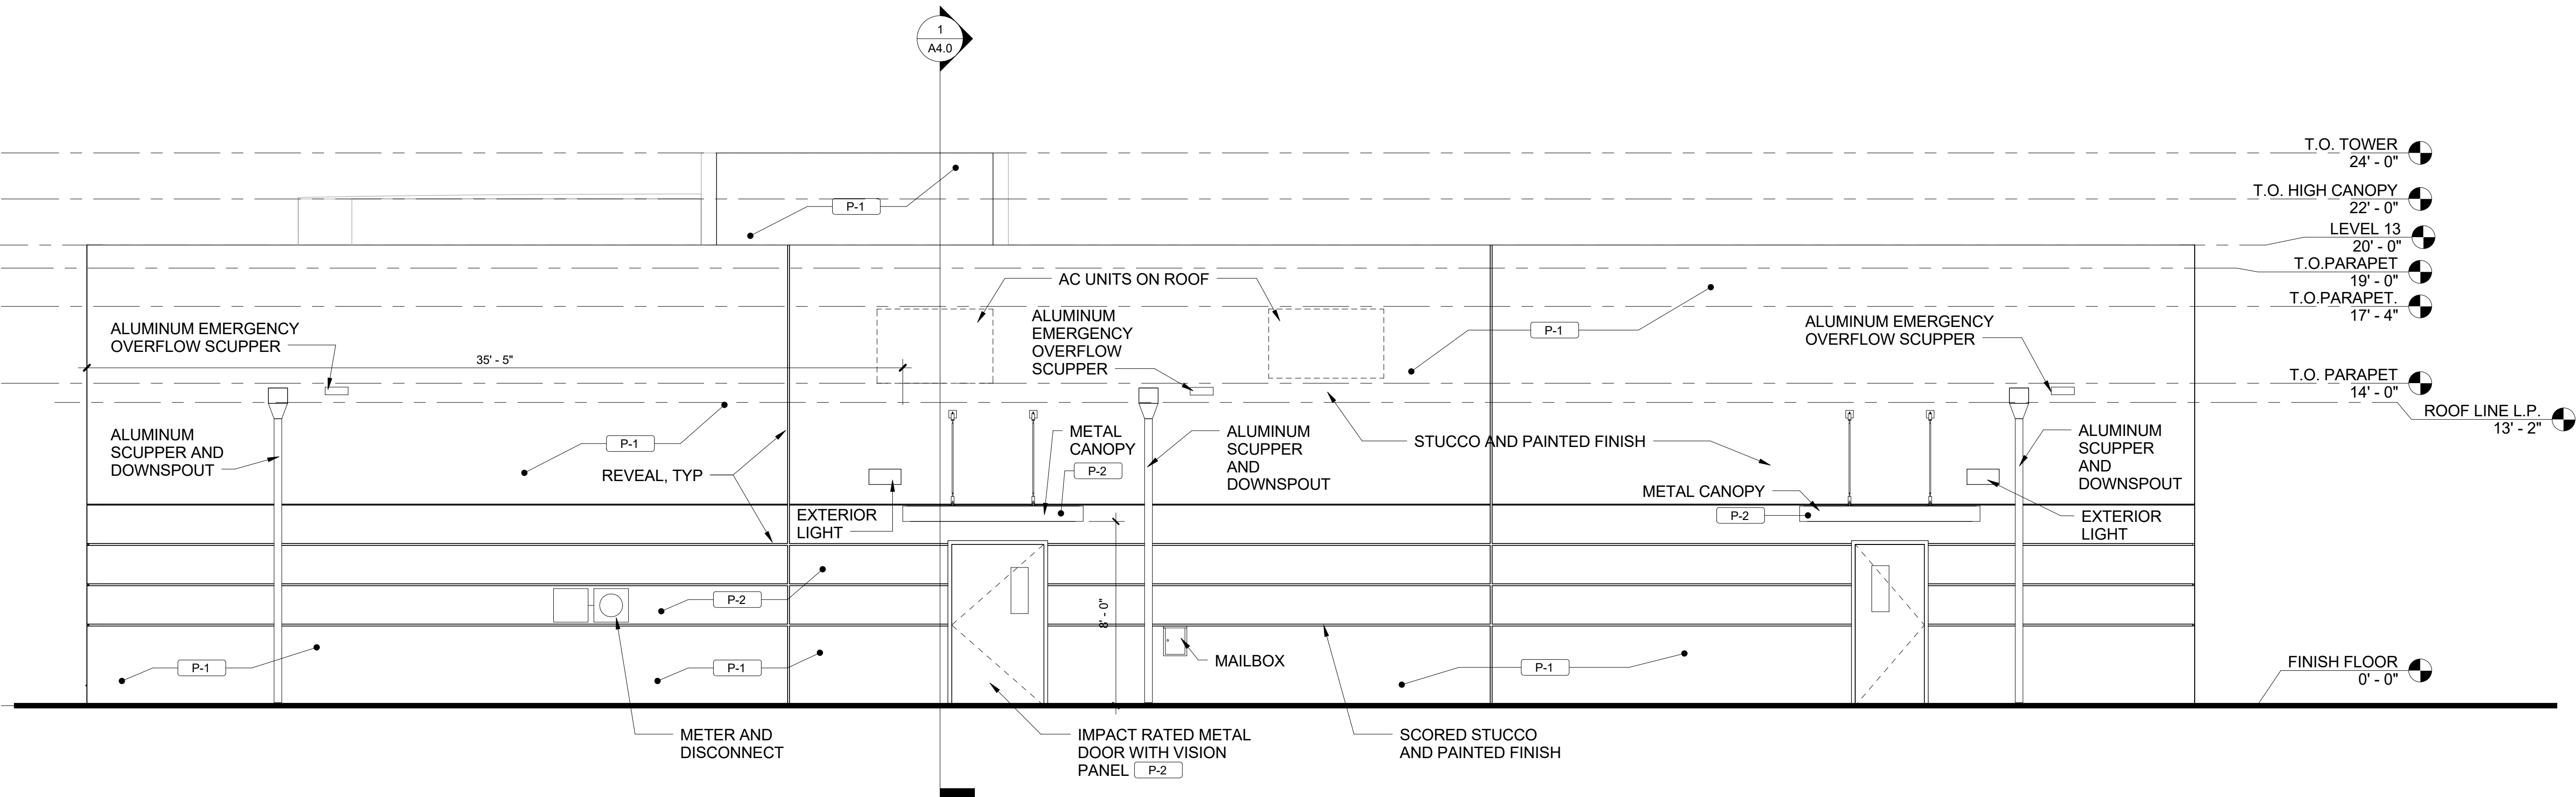 1
A4.0
T.O. TOWER
24' - 0"
T.O. HIGH CANOPY
22' - 0"
P-1
LEVEL 13
20' - 0"
T.O.PARAPET
19' - 0"
T.O.PARAPET.
17' - 4"
AC UNITS ON ROOF
ALUMINUM EMERGENCY
OVERFLOW SCUPPER
35' - 5"
ALUMINUM
EMERGENCY
OVERFLOW
SCUPPER
P-1
ALUMINUM EMERGENCY
OVERFLOW SCUPPER
T.O. PARAPET
14' - 0"
ROOF LINE L.P.
13' - 2"
ALUMINUM
SCUPPER AND
DOWNSPOUT
P-1
REVEAL, TYP
METAL
CANOPY
P-2
ALUMINUM
SCUPPER
AND
DOWNSPOUT
STUCCO AND PAINTED FINISH
METAL CANOPY
P-2
ALUMINUM
SCUPPER
AND
DOWNSPOUT
EXTERIOR
LIGHT
EXTERIOR
LIGHT
P-2
8' - 0"
P-1
P-1
MAILBOX
P-1
FINISH FLOOR
0' - 0"
METER AND
DISCONNECT
IMPACT RATED METAL
DOOR WITH VISION
PANEL P-2
SCORED STUCCO
AND PAINTED FINISH